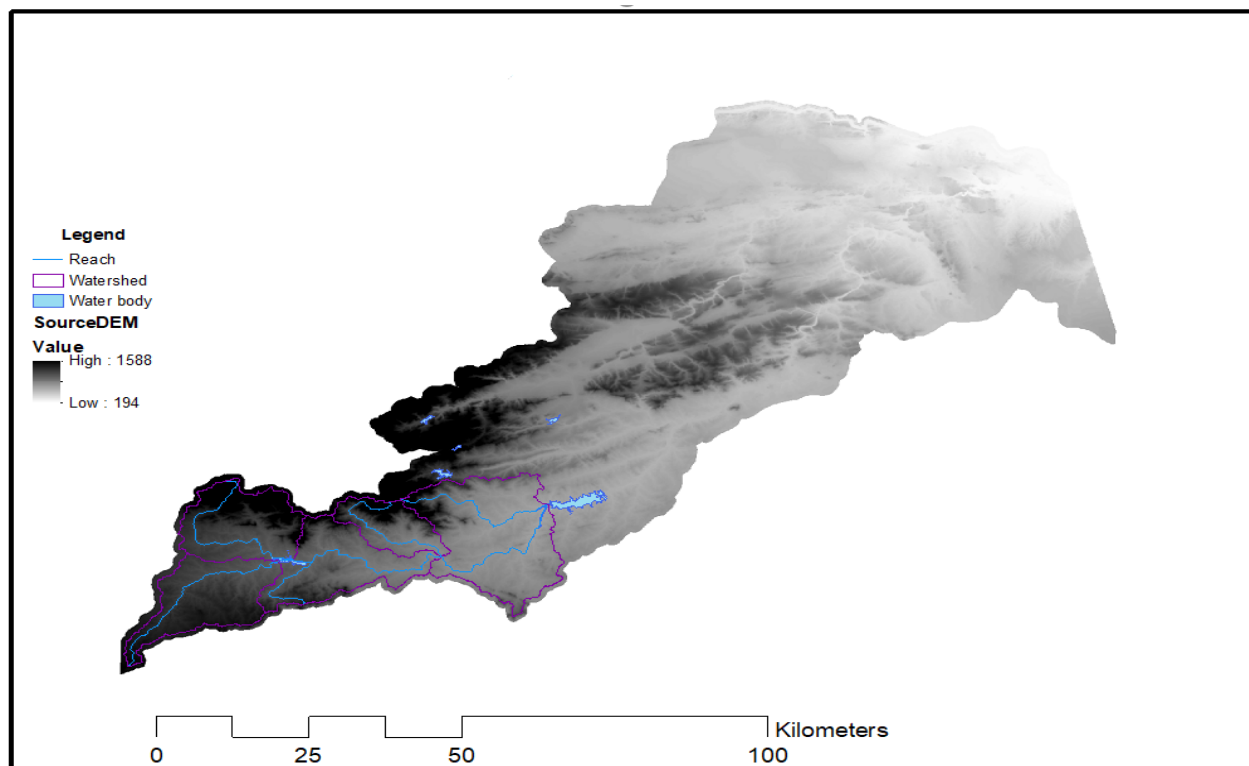 Legend
Reach
Watershed
Water body
SourceDEM
Value
High : 1588
Low : 194
Kilometers
0 25 50 100